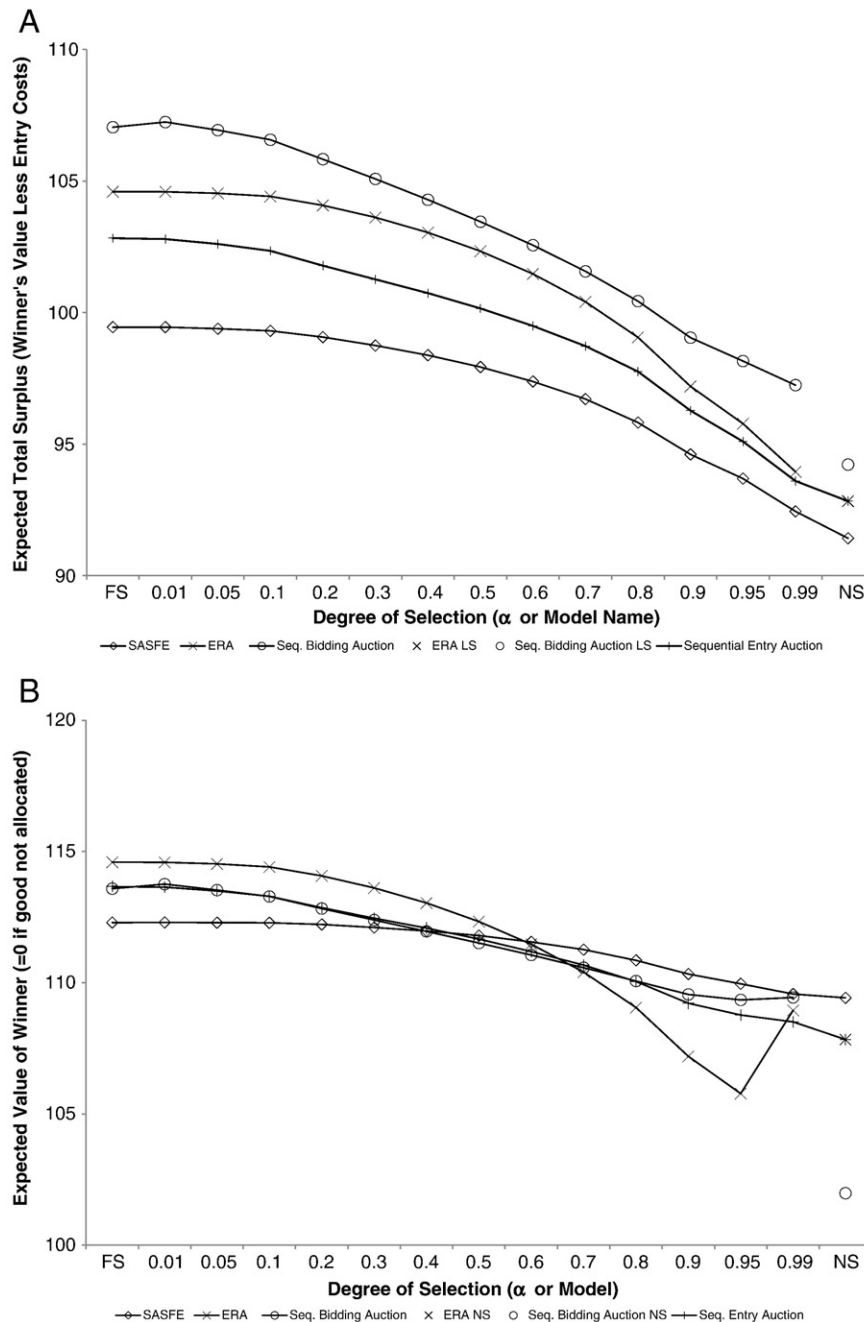 A
Expected Total Surplus (Winner's Value Less Entry Costs)
110
105
100
95
90
FS 0.01 0.05 0.1 0.2 0.3 0.4 0.5 0.6 0.7 0.8 0.9 0.95 0.99 NS
Degree of Selection (α or Model Name)
SASFE ERA Seq. Bidding Auction ERA LS Seq. Bidding Auction LS Sequential Entry Auction
B
Expected Value of Winner (=0 if good not allocated)
120
115
110
105
100
FS 0.01 0.05 0.1 0.2 0.3 0.4 0.5 0.6 0.7 0.8 0.9 0.95 0.99 NS
Degree of Selection (α or Model)
SASFE ERA Seq. Bidding Auction ERA NS Seq. Bidding Auction NS Seq. Entry Auction